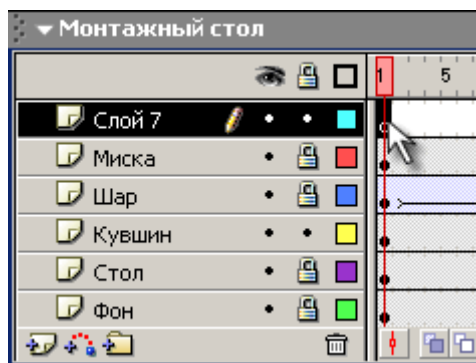 Монтажный стол
1 5
Слой 7
Миска
Шар
Кувшин
Стол
Фон